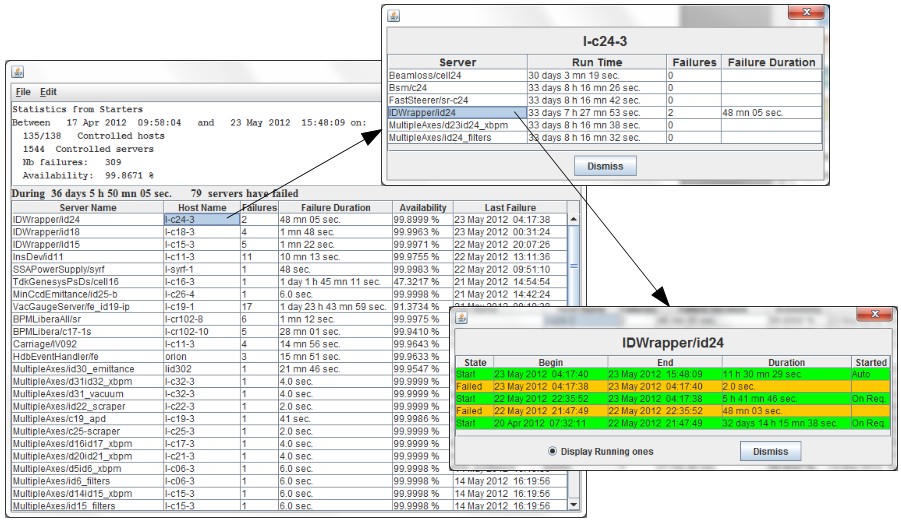 File Edit
Statistics from Starters
Between 17 Apr 2012 09:58:04 and 23 May 2012 15:48:09 on:
135/138 Controlled hosts
1544 Controlled servers
Nb failures: 309
Availability: 99.8671 %
During 36 days 5 h 50 mn 05 sec. 79 servers have failed
Server Name Host Name Failures Failure Duration Availability Last Failure
IDWrapper/id24 l-c24-3 2 48 mn 05 sec. 99.8999 % 23 May 2012 04:17:38
IDWrapper/id18 l-c18-3 4 1 mn 48 sec. 99.9963 % 23 May 2012 00:31:24
IDWrapper/id15 l-c15-3 5 1 mn 22 sec. 99.9971 % 22 May 2012 20:07:26
InsDev/id11 l-c11-3 11 10 mn 13 sec. 99.9755 % 22 May 2012 13:11:36
SSAPowerSupply/syrf l-syrf-1 1 48 sec. 99.9983 % 22 May 2012 09:51:10
TdkGenesysPsDs/cell16 l-c16-3 1 1 day 1 h 45 mn 11 sec. 47.3217 % 21 May 2012 14:54:54
MinCcdEmittance/id25-b l-c26-4 1 6.0 sec. 99.9998 % 21 May 2012 14:42:24
VacGaugeServer/fe_id19-ip l-c19-1 17 1 day 23 h 43 mn 59 sec. 91.3734 %
BPMLibera/All/sr l-cr102-8 6 1 mn 12 sec. 99.9975 %
BPMLibera/c17-1s l-cr102-10 5 28 mn 01 sec. 99.9410 %
Carriage/IV092 l-c11-3 4 14 mn 56 sec. 99.9643 %
HdbEventHandler/fe orion 3 15 mn 51 sec. 99.9633 %
MultipleAxes/id30_emittance lid302 1 21 mn 46 sec. 99.9547 %
MultipleAxes/d31id32_xbpm l-c32-3 1 4.0 sec. 99.9999 %
MultipleAxes/d31_vacuum l-c32-3 1 4.0 sec. 99.9999 %
MultipleAxes/id22_scraper l-c22-3 1 2.0 sec. 99.9999 %
MultipleAxes/c19_apd l-c19-3 1 41 sec. 99.9986 %
MultipleAxes/c25-scraper l-c25-3 1 2.0 sec. 99.9999 %
MultipleAxes/d16id17_xbpm l-c17-3 1 4.0 sec. 99.9999 %
MultipleAxes/d20id21_xbpm l-c21-3 1 4.0 sec. 99.9999 %
MultipleAxes/d5id6_xbpm l-c06-3 1 6.0 sec. 99.9998 %
MultipleAxes/id6_filters l-c06-3 1 6.0 sec. 99.9998 % 14 May 2012 16:19:56
MultipleAxes/d14id15_xbpm l-c15-3 1 6.0 sec. 99.9998 % 14 May 2012 16:19:56
MultipleAxes/id15_filters l-c15-3 1 6.0 sec. 99.9998 % 14 May 2012 16:19:56
l-c24-3
Server Run Time Failures Failure Duration
Beamloss/cell24 30 days 3 mn 19 sec. 0
Bsm/c24 33 days 8 h 16 mn 26 sec. 0
FastSteerer/sr-c24 33 days 8 h 16 mn 42 sec. 0
IDWrapper/id24 33 days 7 h 27 mn 53 sec. 2 48 mn 05 sec.
MultipleAxes/d23id24_xbpm 33 days 8 h 16 mn 38 sec. 0
MultipleAxes/id24_filters 33 days 8 h 16 mn 32 sec. 0
Dismiss
IDWrapper/id24
State Begin End Duration Started
Start 23 May 2012 04:17:40 23 May 2012 15:48:09 11 h 30 mn 29 sec. Auto
Failed 23 May 2012 04:17:38 23 May 2012 04:17:40 2.0 sec.
Start 22 May 2012 22:35:52 23 May 2012 04:17:38 5 h 41 mn 46 sec. On Req.
Failed 22 May 2012 21:47:49 22 May 2012 22:35:52 48 mn 03 sec.
Start 20 Apr 2012 07:32:11 22 May 2012 21:47:49 32 days 14 h 15 mn 38 sec. On Req.
Display Running ones Dismiss